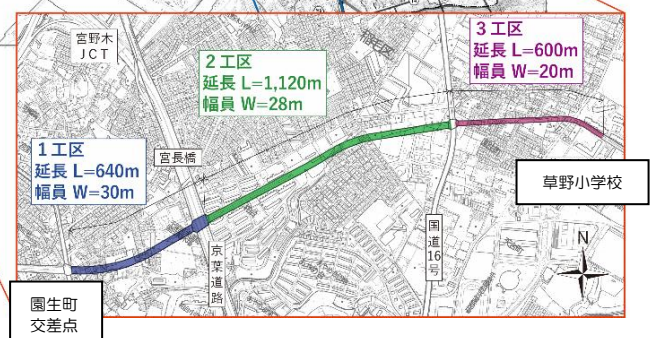 宮野木
JCT
2工区
延長 L=1,120m
幅員 W=28m
3工区
延長 L=600m
幅員 W=20m
1工区
延長 L=640m
幅員 W=30m
宮長橋
草野小学校
京葉道路
国道16号
N
園生町
交差点